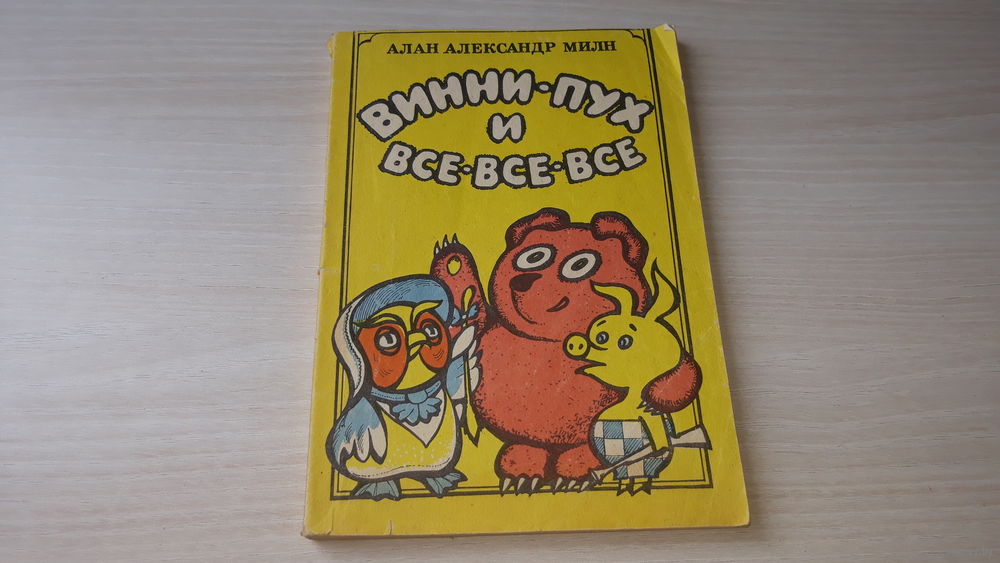 АЛАН АЛЕКСАНДР МИЛН
ВИННИ-ПУХ
И
ВСЕ-ВСЕ-ВСЕ